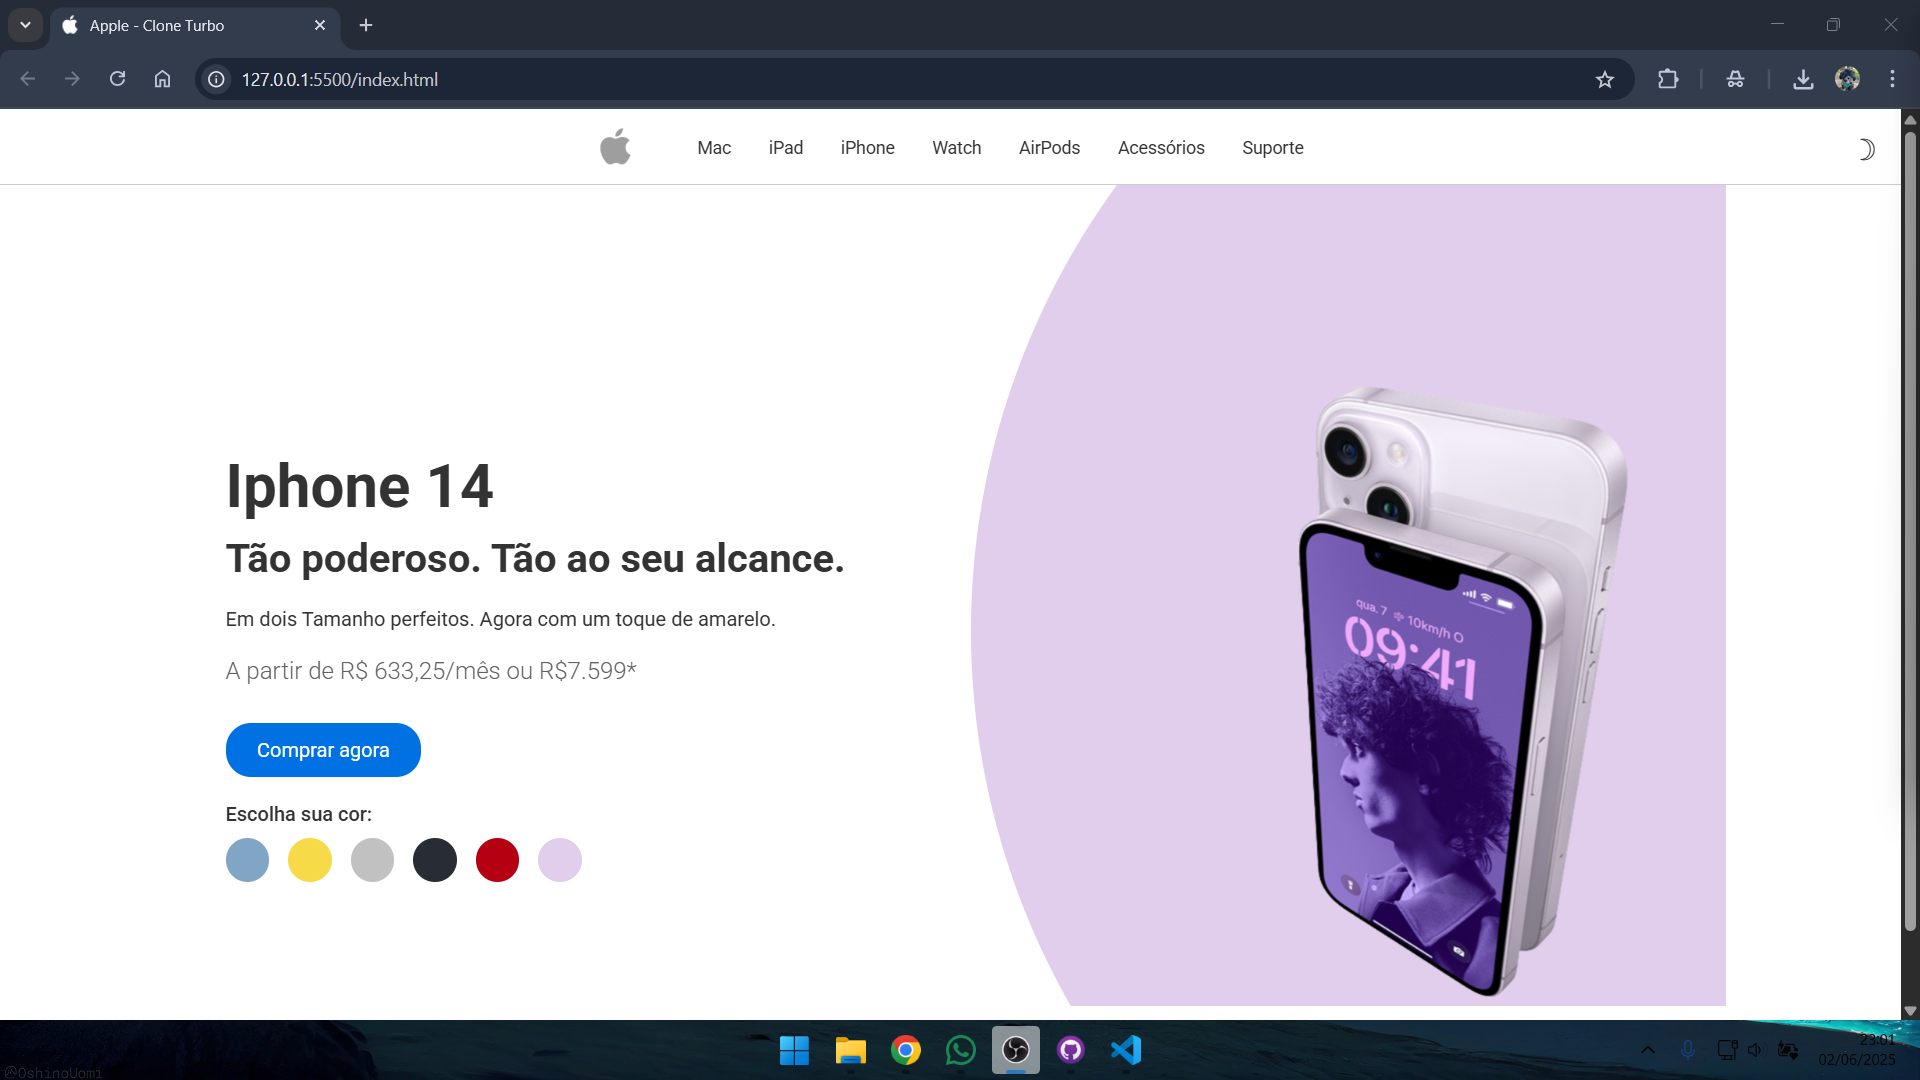 Apple - Clone Turbo
127.0.0.1:5500/index.html
Mac iPad iPhone Watch AirPods Acessórios Suporte
Iphone 14
Tão poderoso. Tão ao seu alcance.
Em dois Tamanho perfeitos. Agora com um toque de amarelo.
A partir de R$ 633,25/mês ou R$7.599*
Comprar agora
Escolha sua cor:
qua. 7 10km/h O
09:41
23:01
02/06/2025
@OshinoUomi